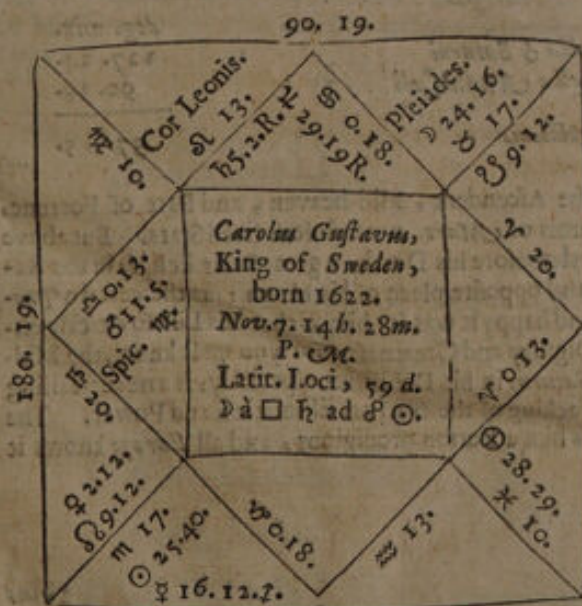 90. 19.
Cor Leonis.
♌ 13.
♄ 5.2.R.
♍ 10.
♃ 29.19R.
♋ 0.18.
Pleiades.
☽ 24. 16.
♉ 17.
☋ 9.12.
♈ 20.
♈ 0.13.
⊗ 28. 29.
♓ 10.
♒ 13.
♑ 0.18.
☿ 16.12.♐.
☉ 25.40.
♏ 17.
☊ 9.12.
♀ 2.12.
♎ 20.
Spic. ♍.
♂ 11.5.
♎ 0.13.
180. 19.
Carolus Gustavus,
King of Sweden,
born 1622.
Nov. 7. 14 h. 28 m.
P. M.
Latit. Loci, 59 d.
☽ à □ ♄ ad ☍ ☉.